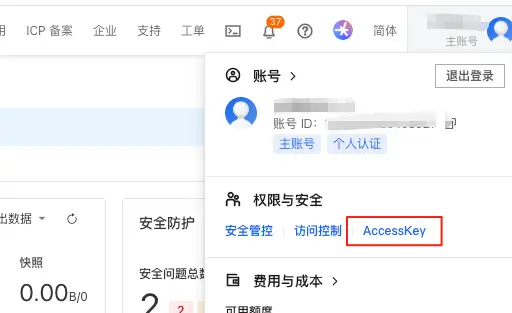 用 ICP 备案 企业 支持 工单 37 简体
主账号
账号 > 退出登录
账号 ID:
主账号 个人认证
权限与安全
安全管控 访问控制 AccessKey
费用与成本 >
可用额度
出数据
快照
0.00B/0
安全防护
安全问题总数
2 2